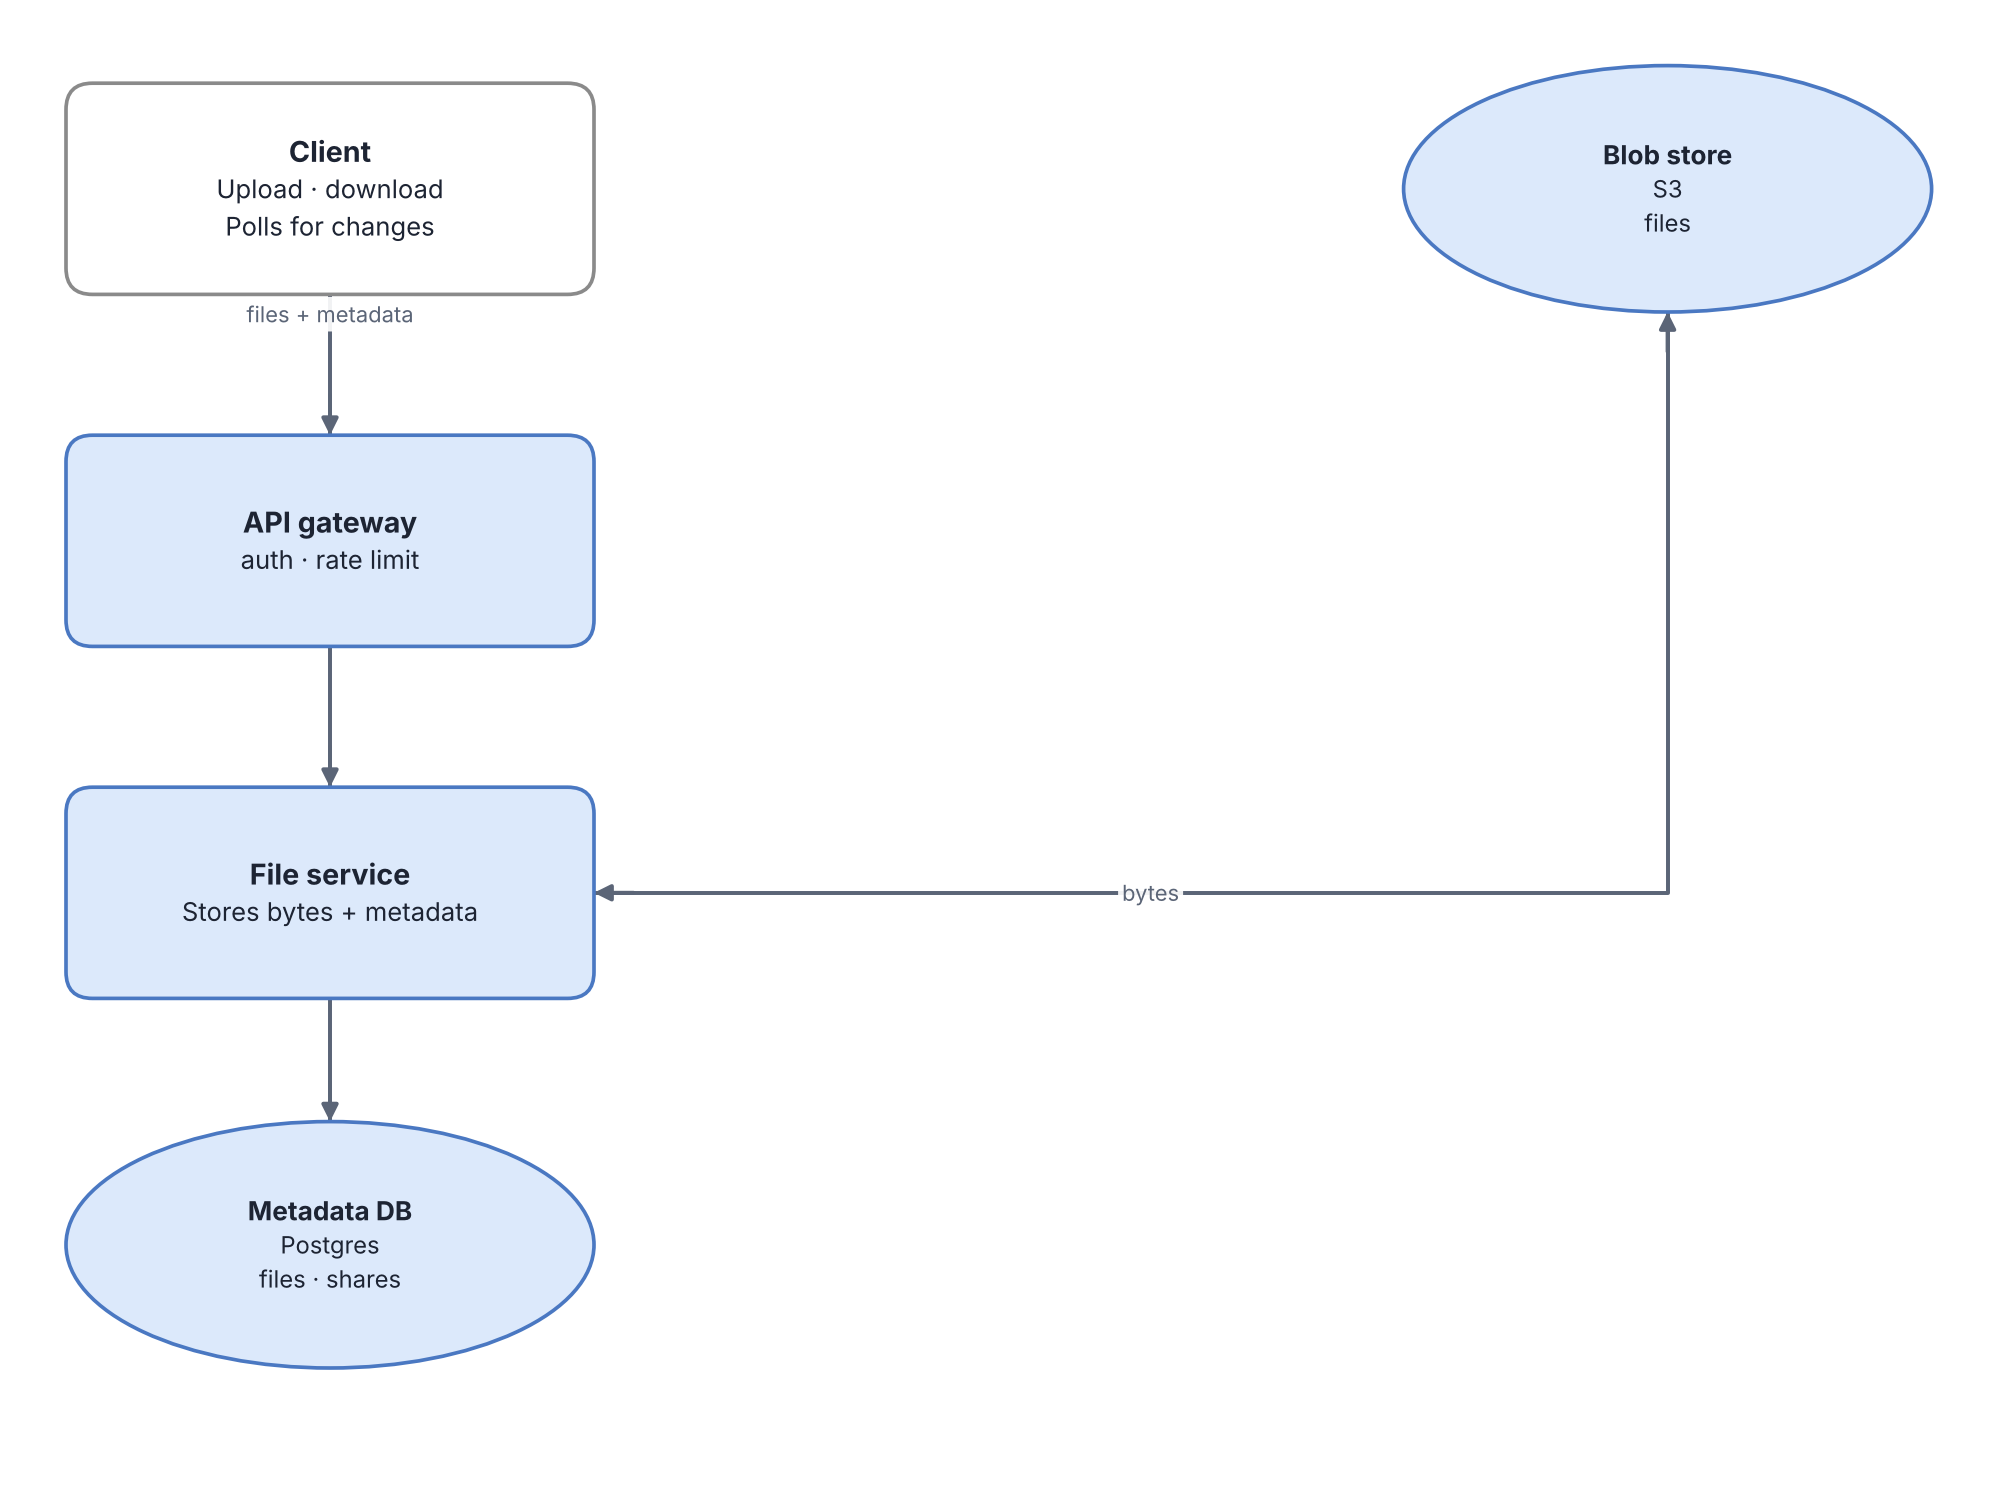 Client
Upload · download
Polls for changes
files + metadata
Blob store
S3
files
API gateway
auth · rate limit
File service
Stores bytes + metadata
bytes
Metadata DB
Postgres
files · shares